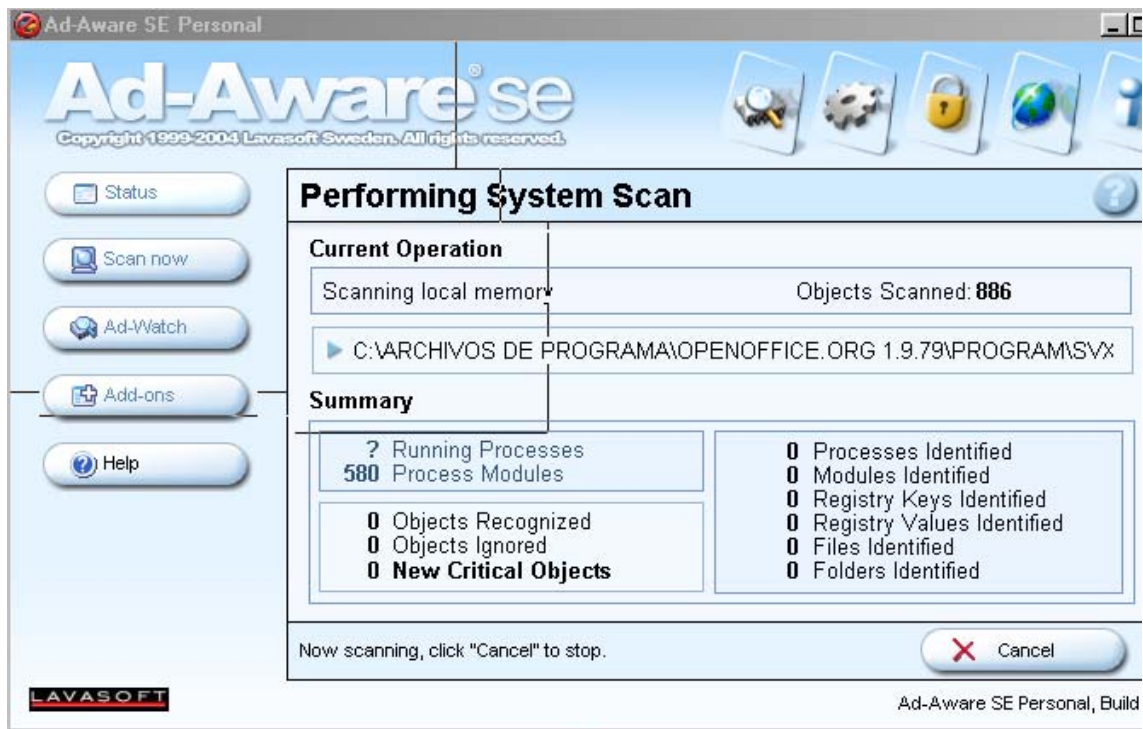 Ad-Aware SE Personal
Ad-Aware® se
Copyright 1999-2004 Lavasoft Sweden. All rights reserved.
Status
Scan now
Ad-Watch
Add-ons
Help
Performing System Scan
?
Current Operation
Scanning local memory
Objects Scanned: 886
C:\ARCHIVOS DE PROGRAMA\OPENOFFICE.ORG 1.9.79\PROGRAM\SVX
Summary
? Running Processes
580 Process Modules
0 Objects Recognized
0 Objects Ignored
0 New Critical Objects
0 Processes Identified
0 Modules Identified
0 Registry Keys Identified
0 Registry Values Identified
0 Files Identified
0 Folders Identified
Now scanning, click "Cancel" to stop.
Cancel
LAVASOFT
Ad-Aware SE Personal, Build